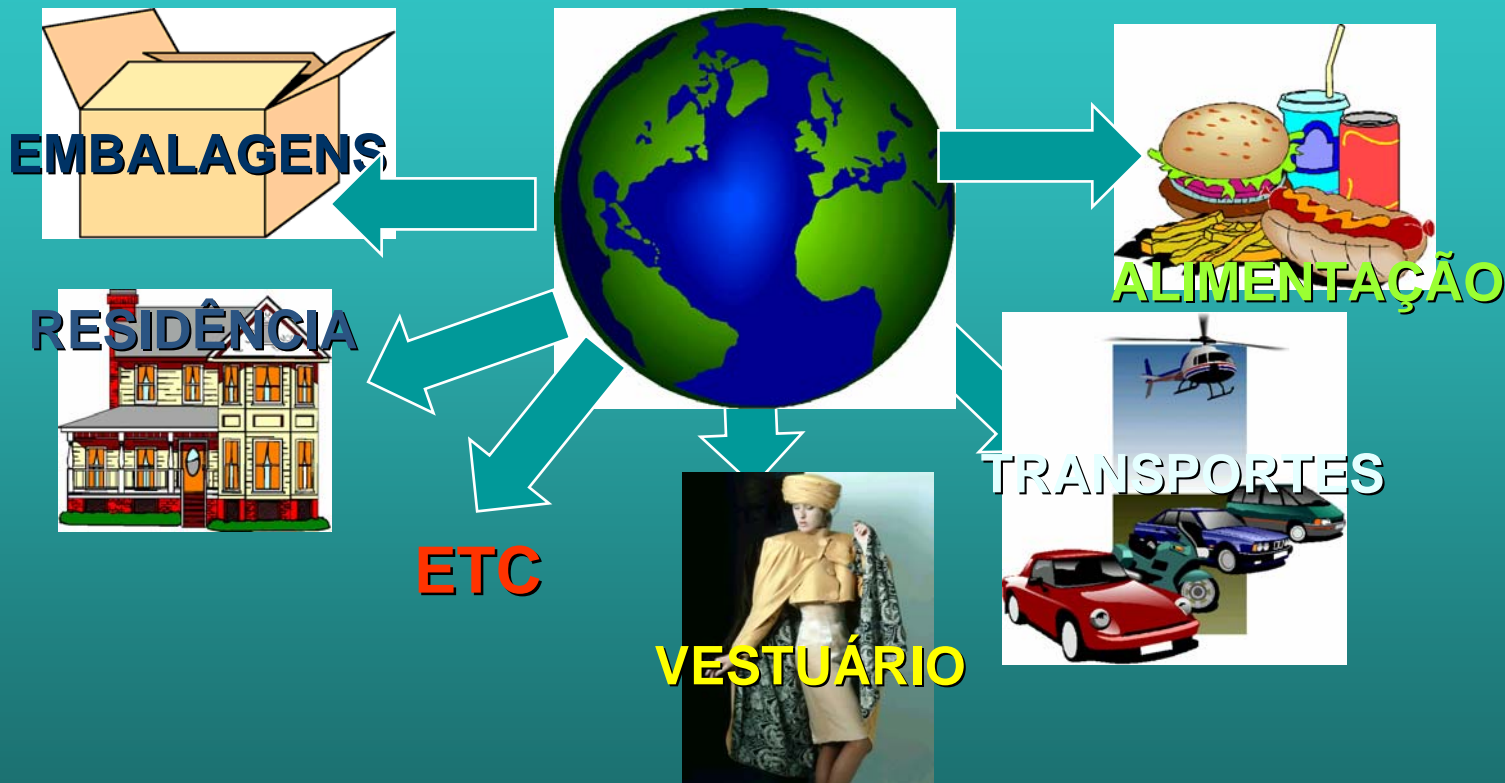 EMBALAGENS
ALIMENTAÇÃO
RESIDÊNCIA
TRANSPORTES
ETC
VESTUÁRIO